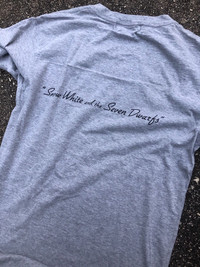 "Snow White and the Seven Dwarfs"